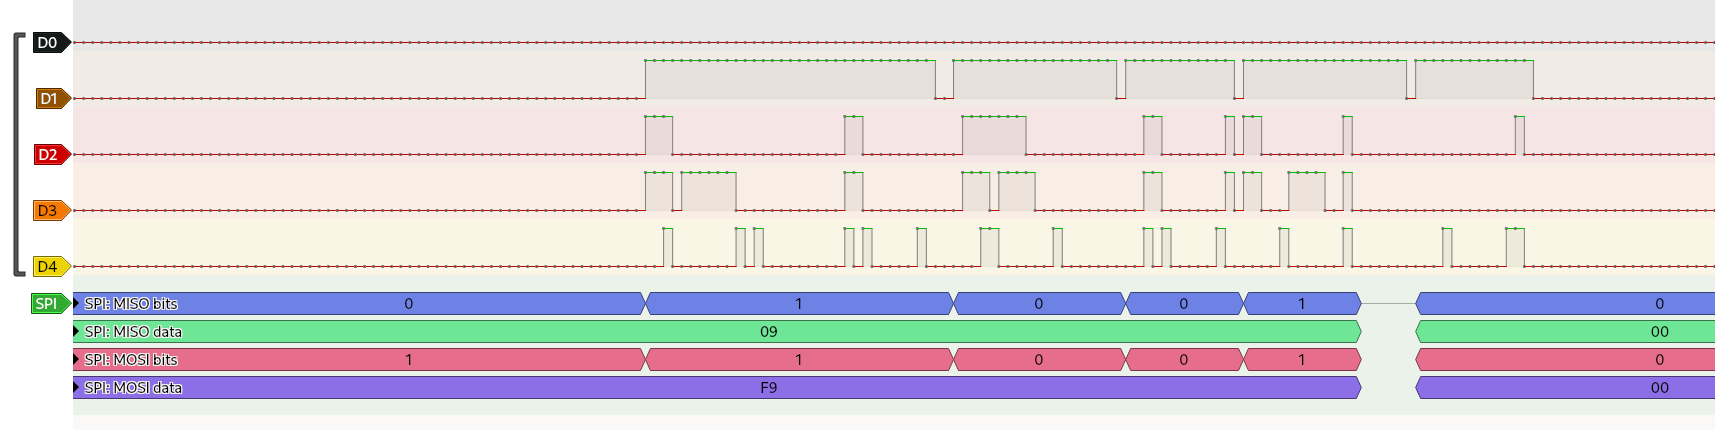 D0
D1
D2
D3
D4
SPI SPI: MISO bits 0 1 0 0 1 0
SPI: MISO data 09 00
SPI: MOSI bits 1 1 0 0 1 0
SPI: MOSI data F9 00